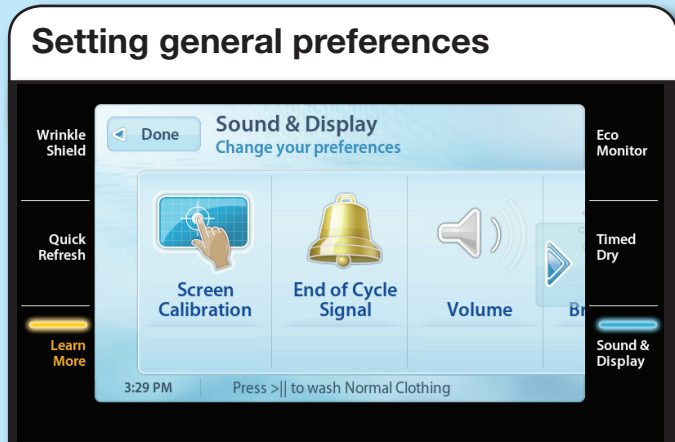 Setting general preferences
Wrinkle
Shield
Done
Sound & Display
Change your preferences
Eco
Monitor
Quick
Refresh
Timed
Dry
Screen
Calibration
End of Cycle
Signal
Volume
Br
Learn
More
Sound &
Display
3:29 PM
Press >|| to wash Normal Clothing